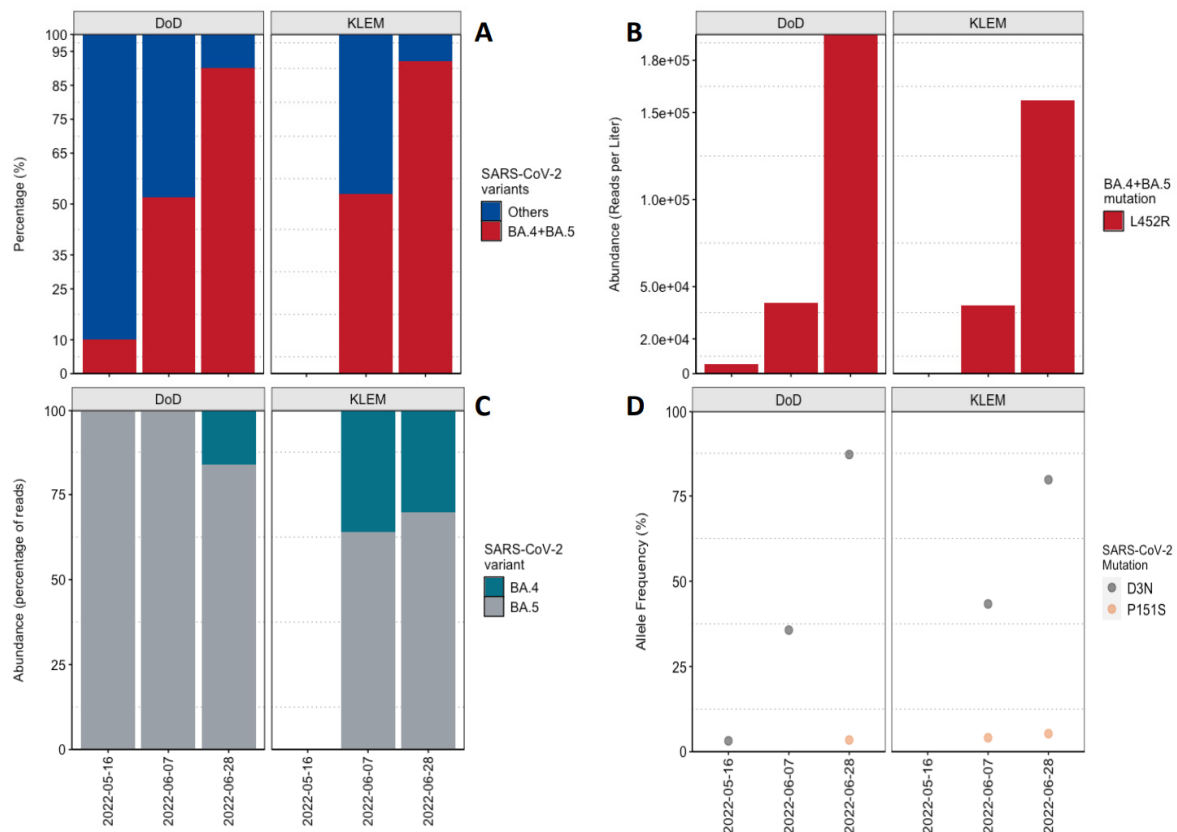 DoD
KLEM
A
100
95
85
75
65
50
35
25
10
0
Percentage (%)
SARS-CoV-2
variants
Others
BA.4+BA.5
DoD
KLEM
B
1.8e+05
1.5e+05
1.0e+05
5.0e+04
2.0e+04
0
Abundance (Reads per Liter)
BA.4+BA.5
mutation
L452R
DoD
KLEM
C
100
75
50
25
0
Abundance (percentage of reads)
2022-05-16
2022-06-07
2022-06-28
2022-05-16
2022-06-07
2022-06-28
SARS-CoV-2
variant
BA.4
BA.5
DoD
KLEM
D
100
75
50
25
0
Allele Frequency (%)
2022-05-16
2022-06-07
2022-06-28
2022-05-16
2022-06-07
2022-06-28
SARS-CoV-2
Mutation
D3N
P151S